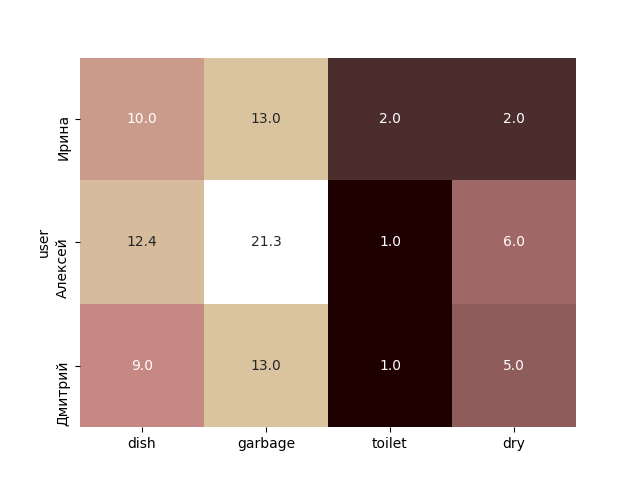 user
Ирина
10.0 13.0 2.0 2.0
Алексей
12.4 21.3 1.0 6.0
Дмитрий
9.0 13.0 1.0 5.0
dish garbage toilet dry